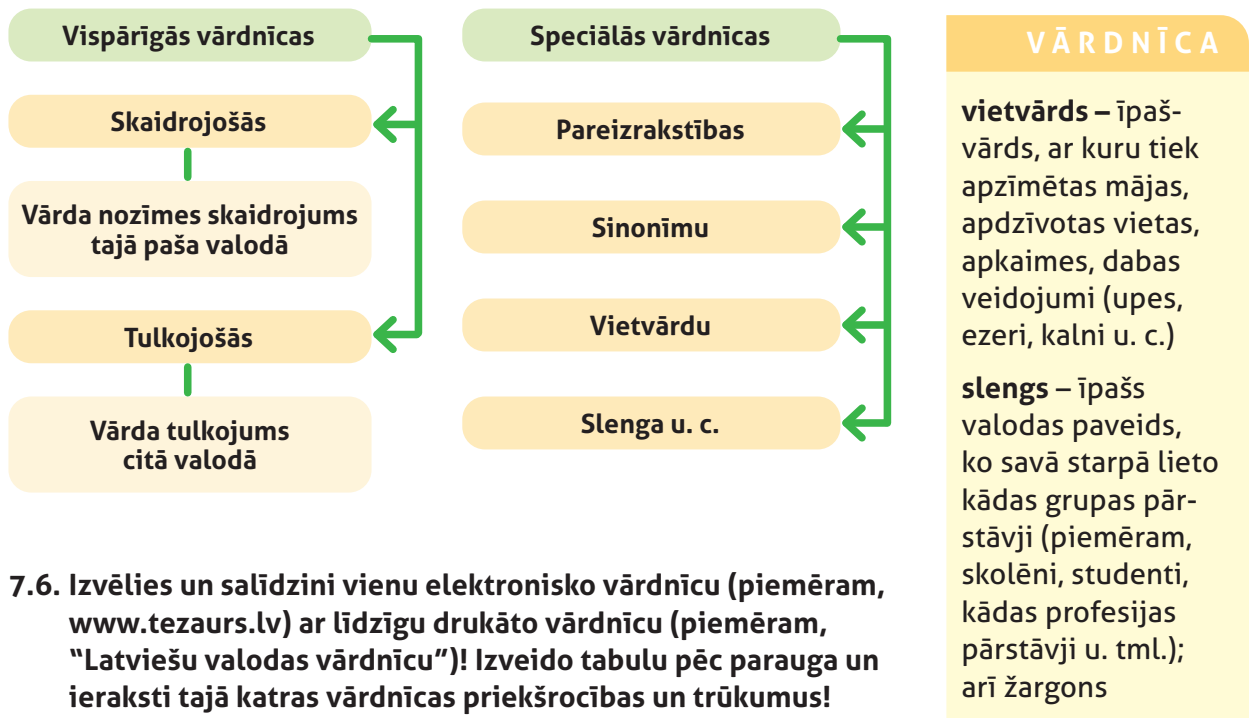 Vispārīgās vārdnīcas
Skaidrojošās
Vārda nozīmes skaidrojums
tajā paša valodā
Tulkojošās
Vārda tulkojums
citā valodā
Speciālās vārdnīcas
Pareizrakstības
Sinonīmu
Vietvārdu
Slenga u. c.
7.6. Izvēlies un salīdzini vienu elektronisko vārdnīcu (piemēram,
www.tezaurs.lv) ar līdzīgu drukāto vārdnīcu (piemēram,
"Latviešu valodas vārdnīcu")! Izveido tabulu pēc parauga un
ieraksti tajā katras vārdnīcas priekšrocības un trūkumus!
VĀRDNĪCA
vietvārds – īpaš-
vārds, ar kuru tiek
apzīmētas mājas,
apdzīvotas vietas,
apkaimes, dabas
veidojumi (upes,
ezeri, kalni u. c.)
slengs – īpašs
valodas paveids,
ko savā starpā lieto
kādas grupas pār-
stāvji (piemēram,
skolēni, studenti,
kādas profesijas
pārstāvji u. tml.);
arī žargons